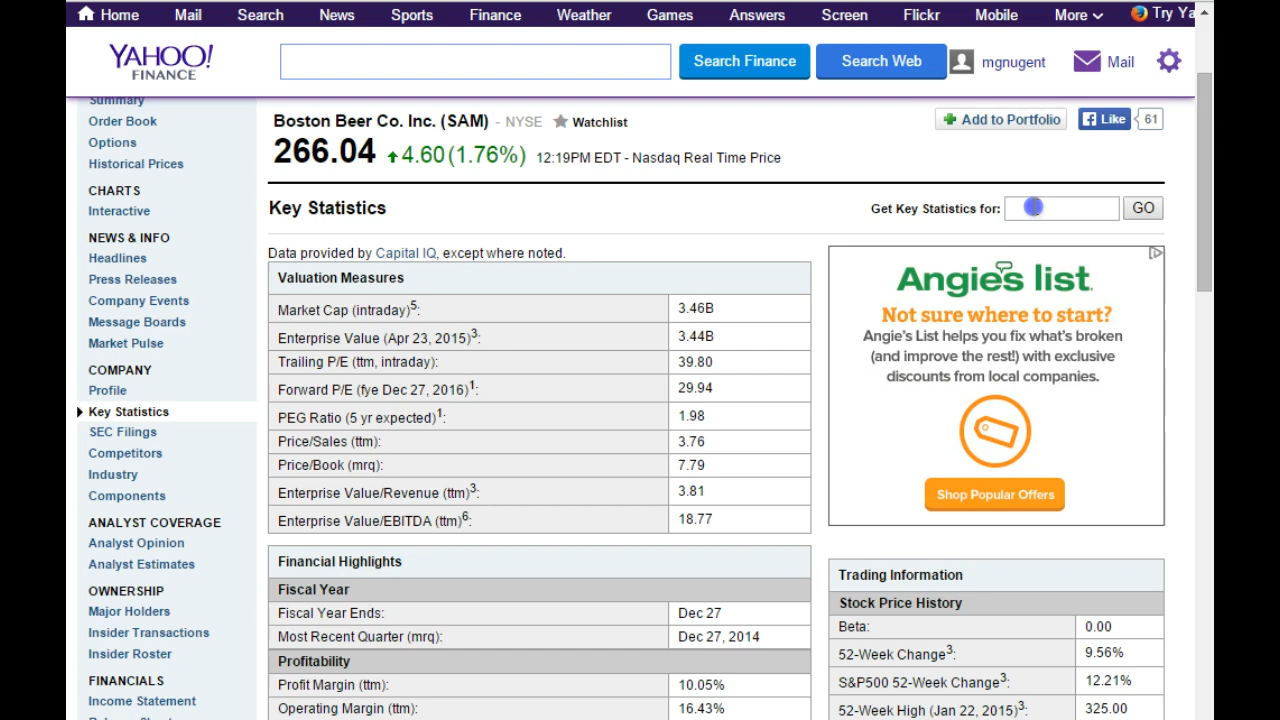 Home Mail Search News Sports Finance Weather Games Answers Screen Flickr Mobile More Try Ya
YAHOO!
FINANCE
Search Finance Search Web mgnugent Mail
Summary
Order Book
Options
Historical Prices
CHARTS
Interactive
NEWS & INFO
Headlines
Press Releases
Company Events
Message Boards
Market Pulse
COMPANY
Profile
Key Statistics
SEC Filings
Competitors
Industry
Components
ANALYST COVERAGE
Analyst Opinion
Analyst Estimates
OWNERSHIP
Major Holders
Insider Transactions
Insider Roster
FINANCIALS
Income Statement
Boston Beer Co. Inc. (SAM) - NYSE Watchlist
Add to Portfolio Like 61
266.04 4.60 (1.76%) 12:19PM EDT - Nasdaq Real Time Price
Key Statistics
Get Key Statistics for: GO
Data provided by Capital IQ, except where noted.
Valuation Measures
Market Cap (intraday)5: 3.46B
Enterprise Value (Apr 23, 2015)3: 3.44B
Trailing P/E (ttm, intraday): 39.80
Forward P/E (fye Dec 27, 2016)1: 29.94
PEG Ratio (5 yr expected)1: 1.98
Price/Sales (ttm): 3.76
Price/Book (mrq): 7.79
Enterprise Value/Revenue (ttm)3: 3.81
Enterprise Value/EBITDA (ttm)6: 18.77
Financial Highlights
Fiscal Year
Fiscal Year Ends: Dec 27
Most Recent Quarter (mrq): Dec 27, 2014
Profitability
Profit Margin (ttm): 10.05%
Operating Margin (ttm): 16.43%
Angie's list.
Not sure where to start?
Angie's List helps you fix what's broken
(and improve the rest!) with exclusive
discounts from local companies.
Shop Popular Offers
Trading Information
Stock Price History
Beta: 0.00
52-Week Change3: 9.56%
S&P500 52-Week Change3: 12.21%
52-Week High (Jan 22, 2015)3: 325.00